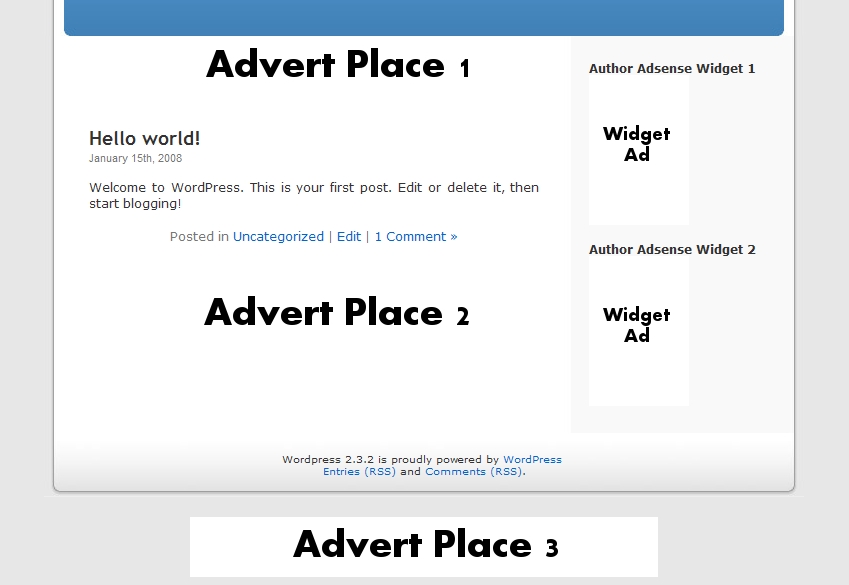 Advert Place 1
Hello world!
January 15th, 2008
Welcome to WordPress. This is your first post. Edit or delete it, then
start blogging!
Posted in Uncategorized | Edit | 1 Comment »
Advert Place 2
Author Adsense Widget 1
Widget
Ad
Author Adsense Widget 2
Widget
Ad
Wordpress 2.3.2 is proudly powered by WordPress
Entries (RSS) and Comments (RSS).
Advert Place 3